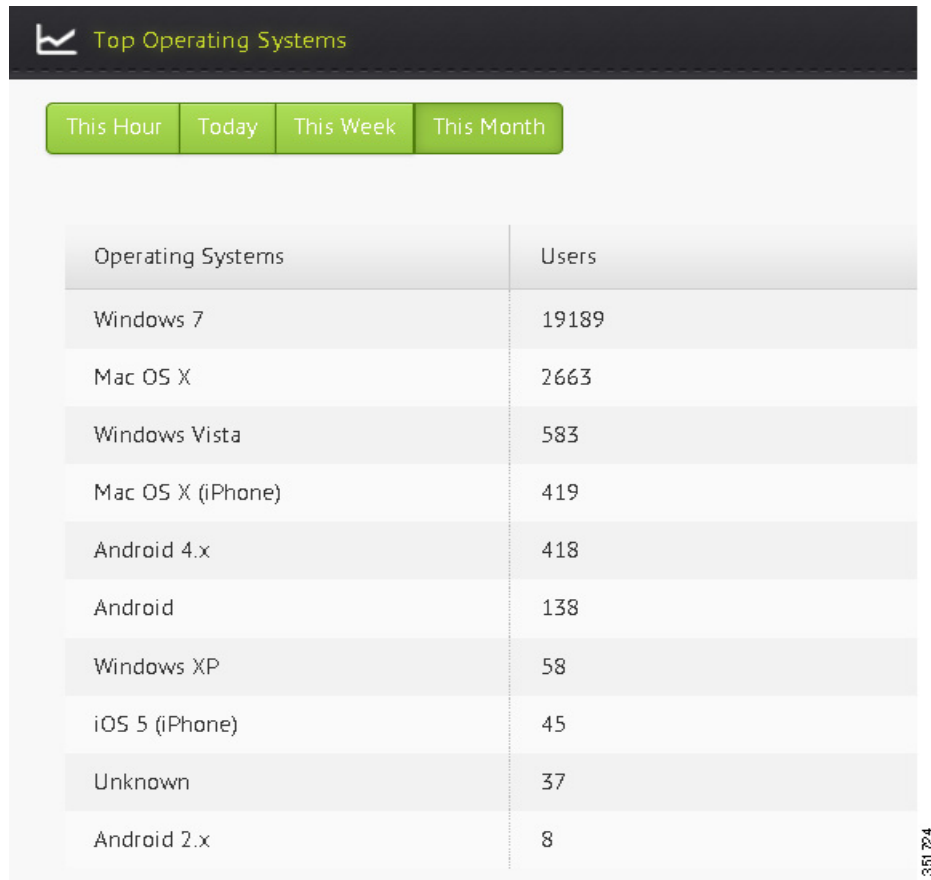 Top Operating Systems
This Hour Today This Week This Month
Operating Systems Users
Windows 7 19189
Mac OS X 2663
Windows Vista 583
Mac OS X (iPhone) 419
Android 4.x 418
Android 138
Windows XP 58
iOS 5 (iPhone) 45
Unknown 37
Android 2.x 8
351724